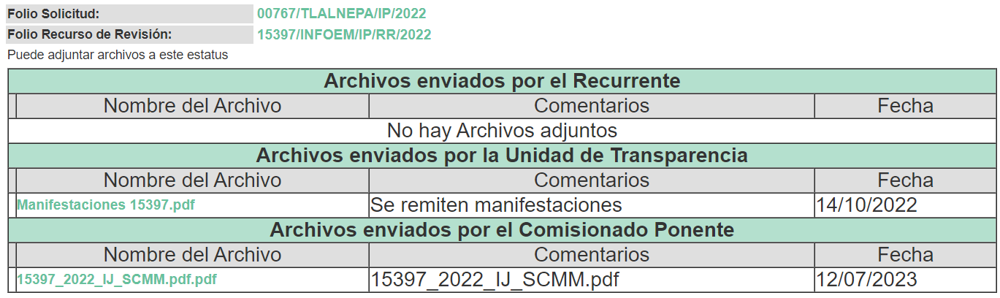 Folio Solicitud: 00767/TLALNEPA/IP/2022
Folio Recurso de Revisión: 15397/INFOEM/IP/RR/2022
Puede adjuntar archivos a este estatus
Archivos enviados por el Recurrente
Nombre del Archivo Comentarios Fecha
No hay Archivos adjuntos
Archivos enviados por la Unidad de Transparencia
Nombre del Archivo Comentarios Fecha
Manifestaciones 15397.pdf Se remiten manifestaciones 14/10/2022
Archivos enviados por el Comisionado Ponente
Nombre del Archivo Comentarios Fecha
15397_2022_IJ_SCMM.pdf.pdf 15397_2022_IJ_SCMM.pdf 12/07/2023